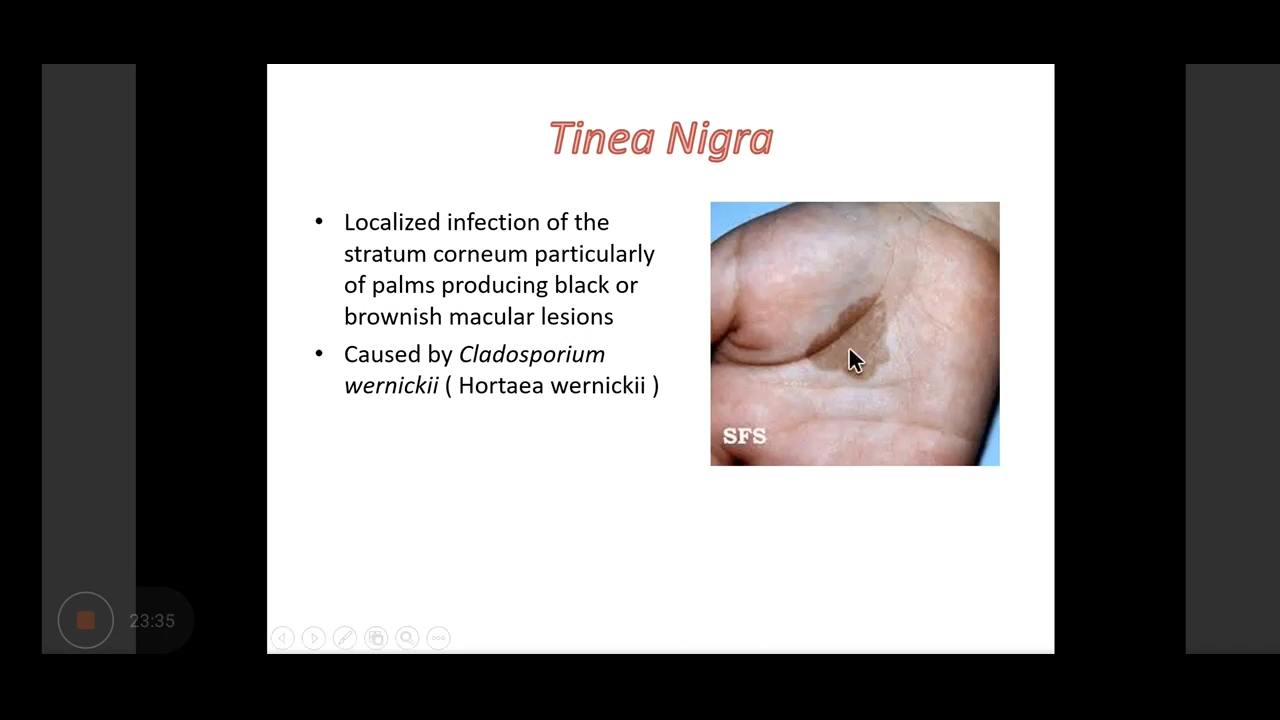 Tinea Nigra
• Localized infection of the
stratum corneum particularly
of palms producing black or
brownish macular lesions
• Caused by Cladosporium
wernickii ( Hortaea wernickii )
SFS
23:35